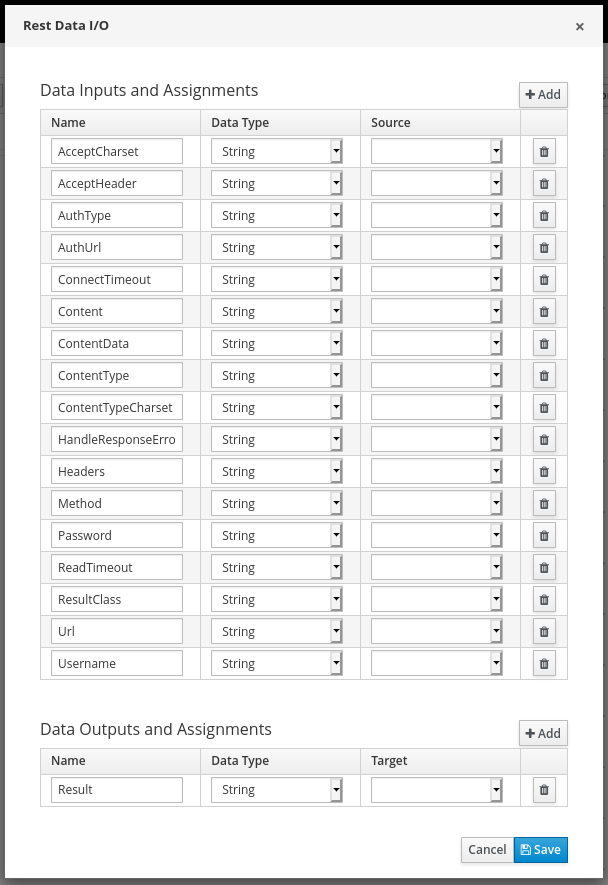 Rest Data I/O ×
Data Inputs and Assignments
+ Add
Name Data Type Source
AcceptCharset String
AcceptHeader String
AuthType String
AuthUrl String
ConnectTimeout String
Content String
ContentData String
ContentType String
ContentTypeCharset String
HandleResponseErro String
Headers String
Method String
Password String
ReadTimeout String
ResultClass String
Url String
Username String
Data Outputs and Assignments
+ Add
Name Data Type Target
Result String
Cancel Save